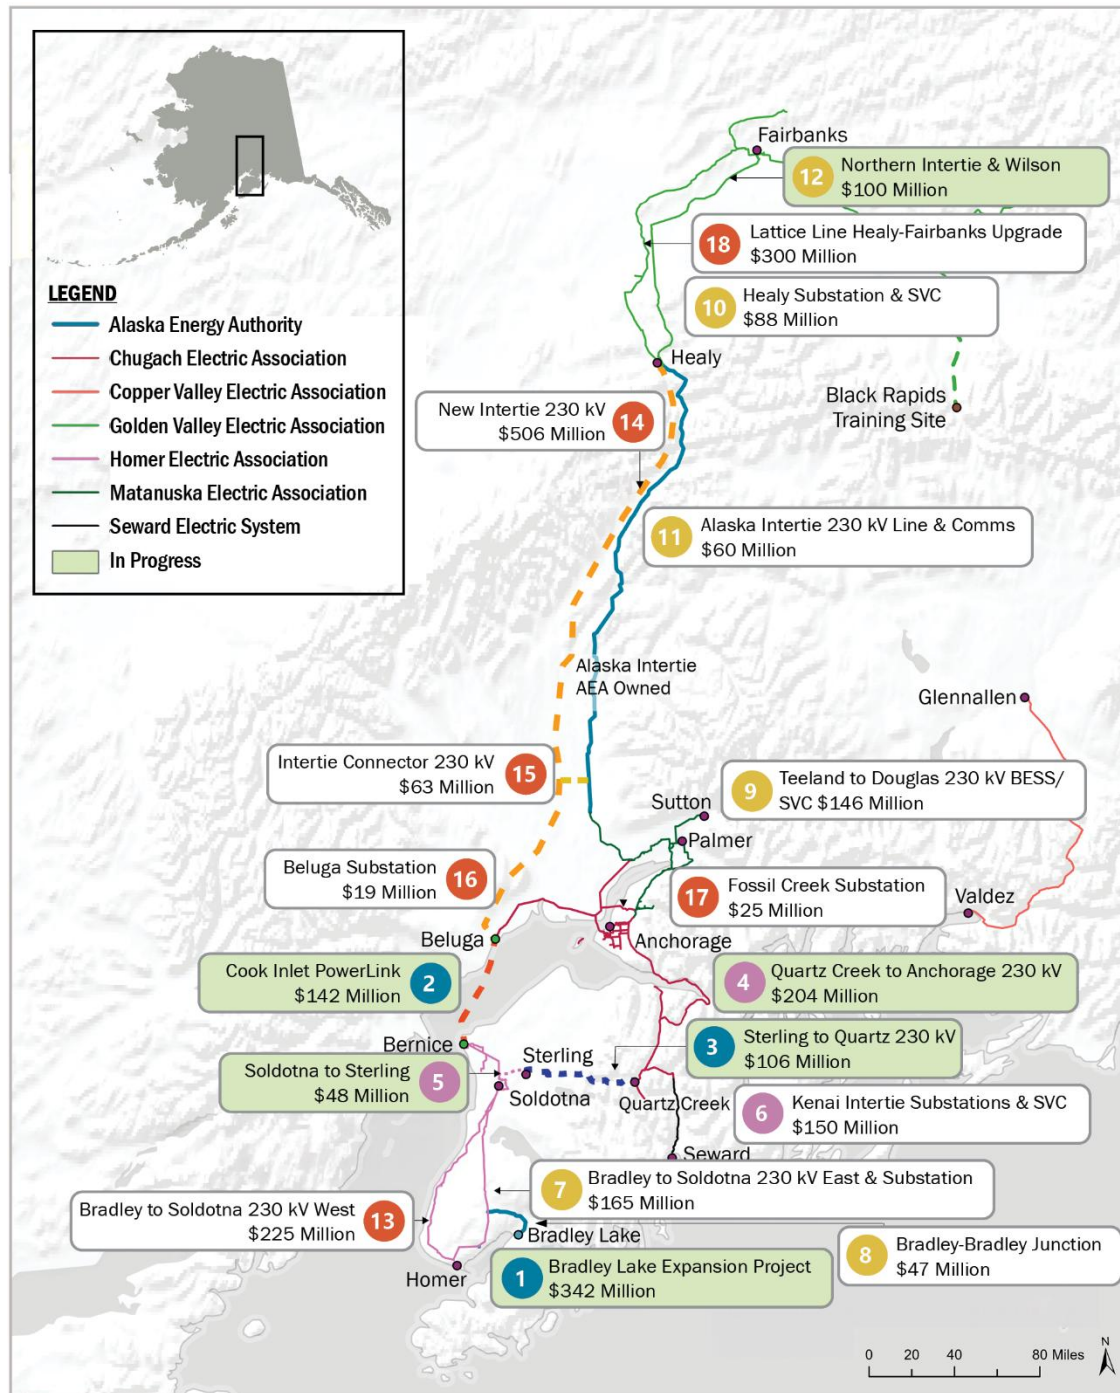 LEGEND
Alaska Energy Authority
Chugach Electric Association
Copper Valley Electric Association
Golden Valley Electric Association
Homer Electric Association
Matanuska Electric Association
Seward Electric System
In Progress
Fairbanks
12
Northern Intertie & Wilson
$100 Million
18
Lattice Line Healy-Fairbanks Upgrade
$300 Million
10
Healy Substation & SVC
$88 Million
Healy
Black Rapids
Training Site
New Intertie 230 kV
$506 Million
14
11
Alaska Intertie 230 kV Line & Comms
$60 Million
Alaska Intertie
AEA Owned
Glennallen
Intertie Connector 230 kV
$63 Million
15
9
Teeland to Douglas 230 kV BESS/
SVC $146 Million
Sutton
Palmer
Beluga Substation
$19 Million
16
17
Fossil Creek Substation
$25 Million
Valdez
Beluga
Anchorage
Cook Inlet PowerLink
$142 Million
2
4
Quartz Creek to Anchorage 230 kV
$204 Million
Bernice
3
Sterling to Quartz 230 kV
$106 Million
Soldotna to Sterling
$48 Million
5
Sterling
Soldotna
Quartz Creek
6
Kenai Intertie Substations & SVC
$150 Million
Seward
7
Bradley to Soldotna 230 kV East & Substation
$165 Million
Bradley to Soldotna 230 kV West
$225 Million
13
Bradley Lake
8
Bradley-Bradley Junction
$47 Million
Homer
1
Bradley Lake Expansion Project
$342 Million
N
0 20 40 80 Miles